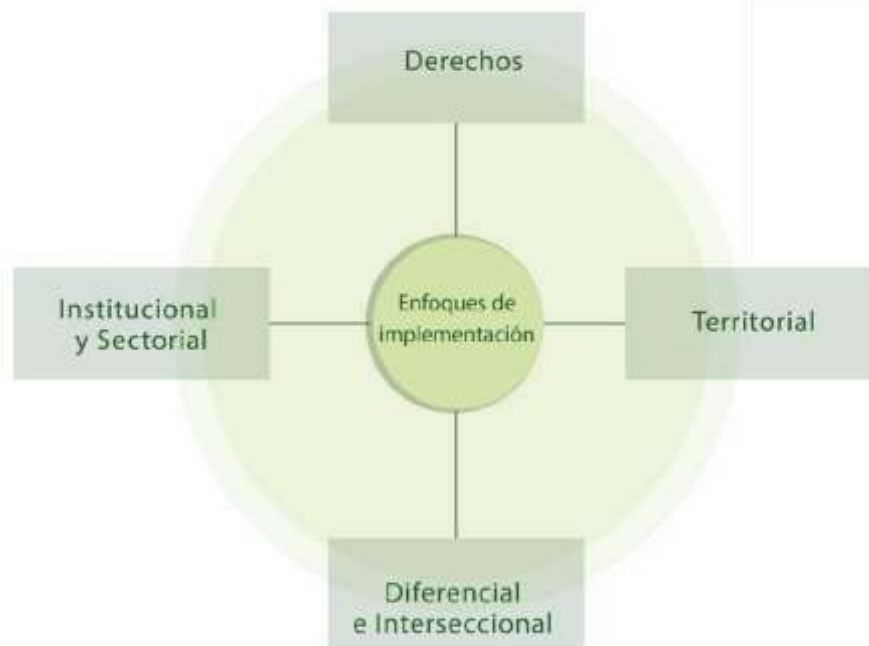 Derechos
Institucional
y Sectorial
Enfoques de
implementación
Territorial
Diferencial
e Interseccional